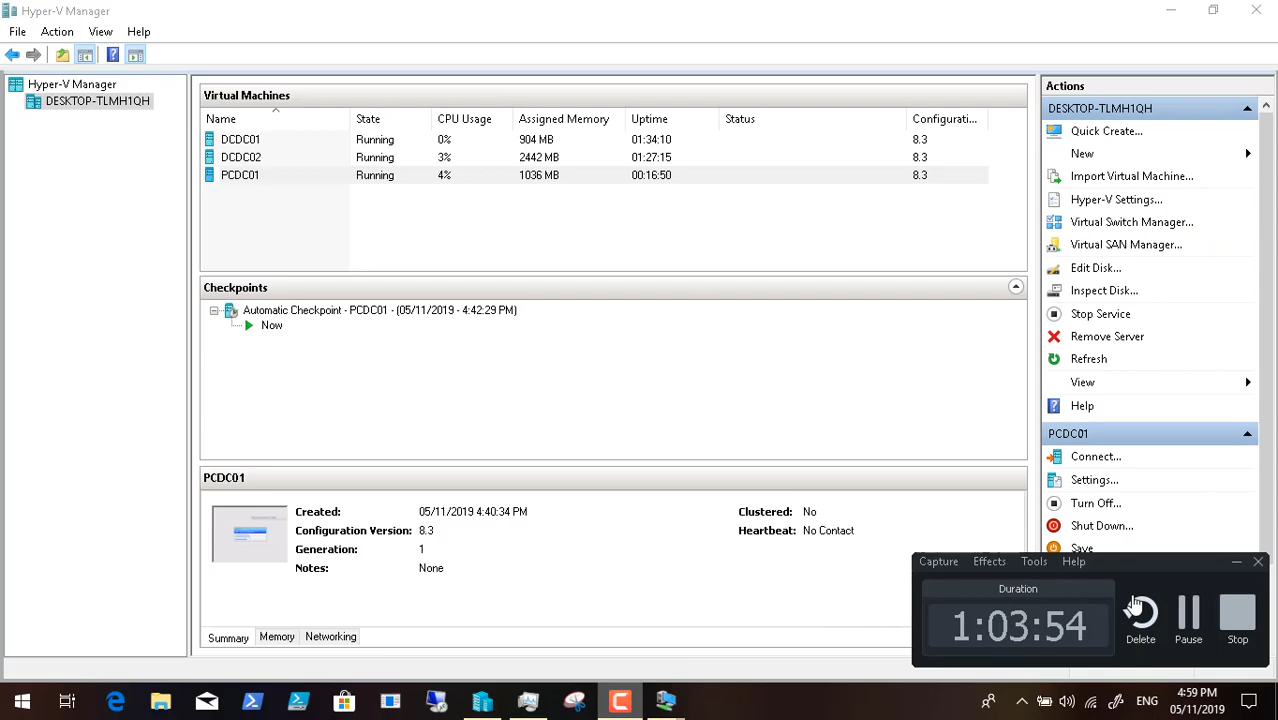 Hyper-V Manager
File Action View Help
Hyper-V Manager
DESKTOP-TLMH1QH
Virtual Machines
Name State CPU Usage Assigned Memory Uptime Status Configurati...
DCDC01 Running 0% 904 MB 01:34:10 8.3
DCDC02 Running 3% 2442 MB 01:27:15 8.3
PCDC01 Running 4% 1036 MB 00:16:50 8.3
Checkpoints
Automatic Checkpoint - PCDC01 - (05/11/2019 - 4:42:29 PM)
Now
PCDC01
Created: 05/11/2019 4:40:34 PM Clustered: No
Configuration Version: 8.3 Heartbeat: No Contact
Generation: 1
Notes: None
Summary Memory Networking
Actions
DESKTOP-TLMH1QH
Quick Create...
New
Import Virtual Machine...
Hyper-V Settings...
Virtual Switch Manager...
Virtual SAN Manager...
Edit Disk...
Inspect Disk...
Stop Service
Remove Server
Refresh
View
Help
PCDC01
Connect...
Settings...
Turn Off...
Shut Down...
Save
Capture Effects Tools Help
Duration
1:03:54
Delete Pause Stop
ENG
4:59 PM
05/11/2019